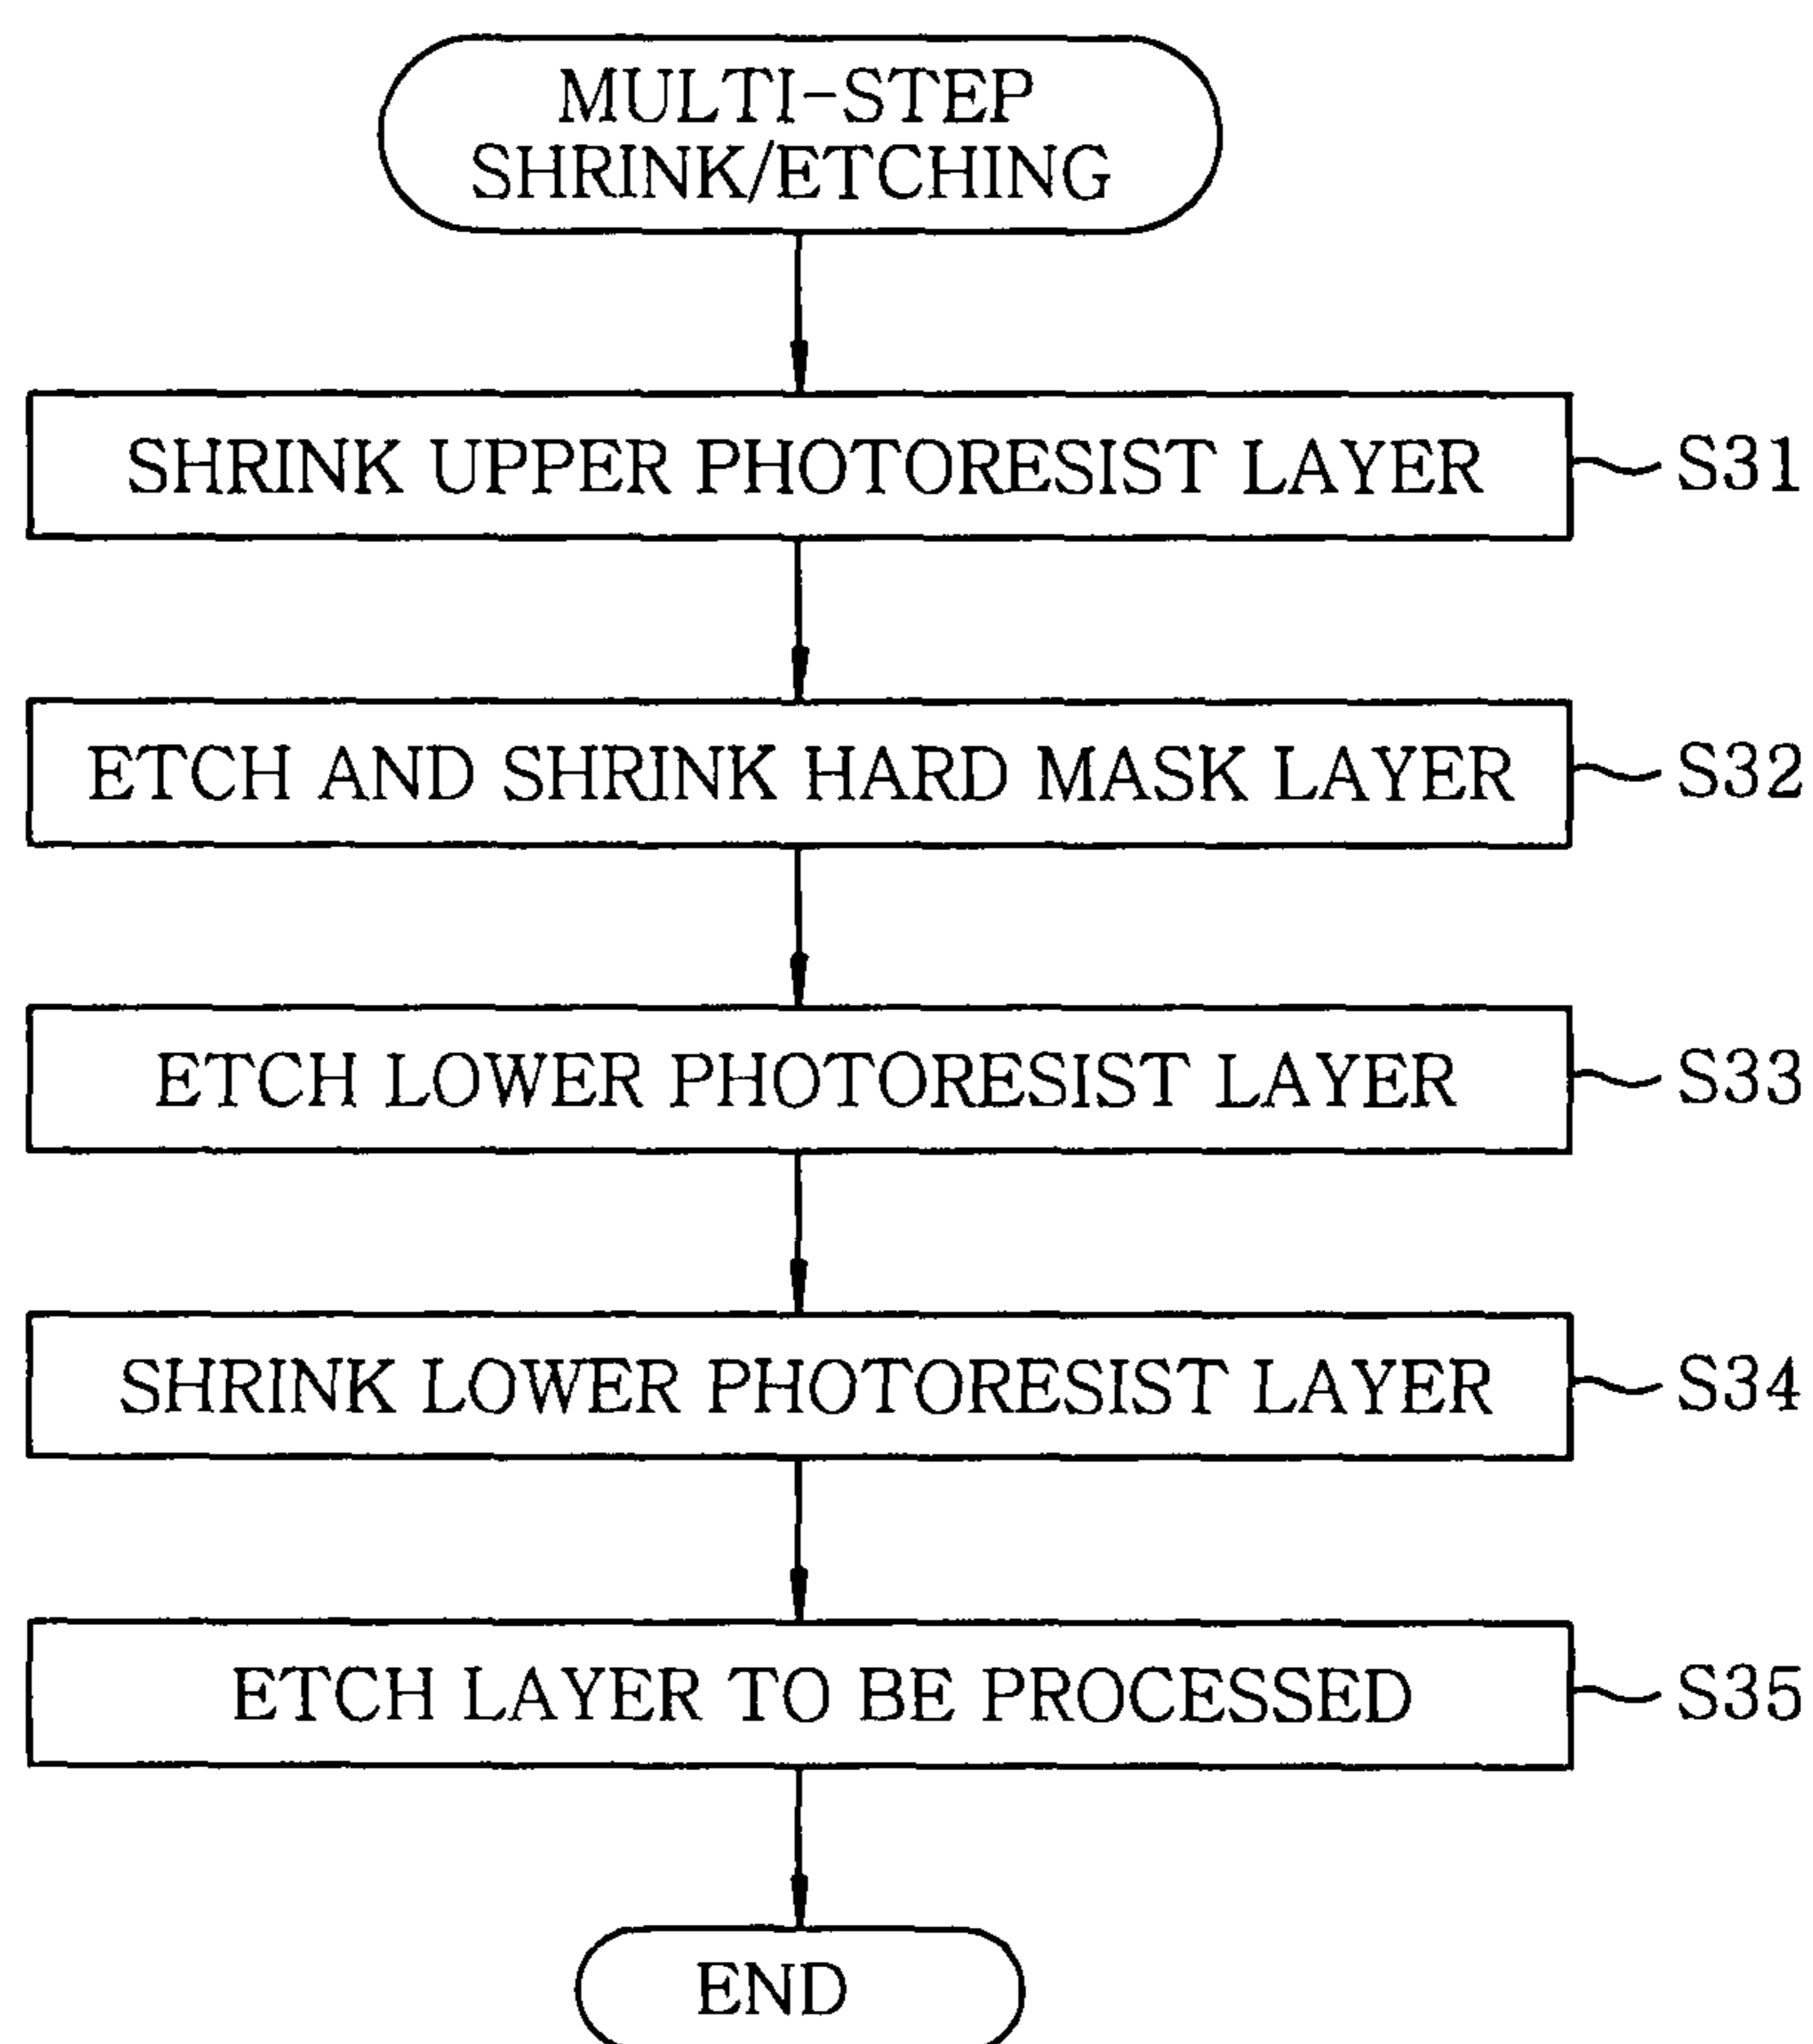 MULTI-STEP
SHRINK/ETCHING
SHRINK UPPER PHOTORESIST LAYER
S31
ETCH AND SHRINK HARD MASK LAYER
S32
ETCH LOWER PHOTORESIST LAYER
S33
SHRINK LOWER PHOTORESIST LAYER
S34
ETCH LAYER TO BE PROCESSED
S35
END